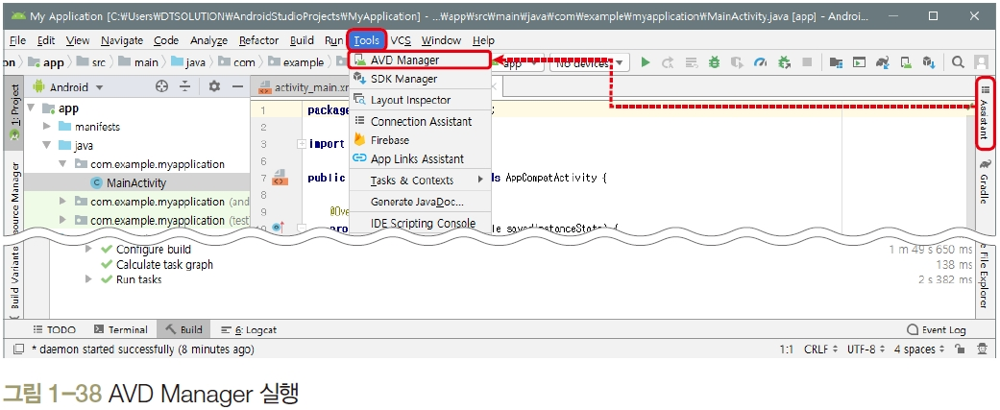 My Application [C:₩Users₩DTSOLUTION₩AndroidStudioProjects₩MyApplication] - ...₩app₩src₩main₩java₩com₩example₩myapplication₩MainActivity.java [app] - Androi...
File Edit View Navigate Code Analyze Refactor Build Run Tools VCS Window Help
on app src main java com example app No devices
AVD Manager
SDK Manager
Layout Inspector
Connection Assistant
Firebase
App Links Assistant
Tasks & Contexts
Generate JavaDoc...
IDE Scripting Console
1: Project
Resource Manager
Build Variants
Android
app
manifests
java
com.example.myapplication
MainActivity
com.example.myapplication (and
com.example.myapplication (test
activity_main.xm
1 package ;
2
3 import
6
7 public s AppCompatActivity {
8
9 @Ove
10 pro le savedInstanceState) {
Assistant
Gradle
File Explorer
Configure build 1 m 49 s 650 ms
Calculate task graph 138 ms
Run tasks 2 s 382 ms
TODO Terminal Build 6: Logcat Event Log
* daemon started successfully (8 minutes ago) 1:1 CRLF UTF-8 4 spaces
그림 1-38 AVD Manager 실행